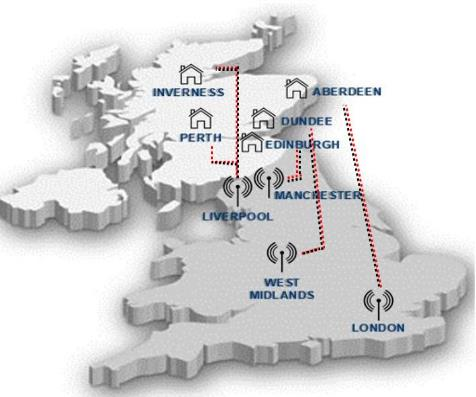 INVERNESS
ABERDEEN
PERTH
DUNDEE
EDINBURGH
MANCHESTER
LIVERPOOL
WEST
MIDLANDS
LONDON